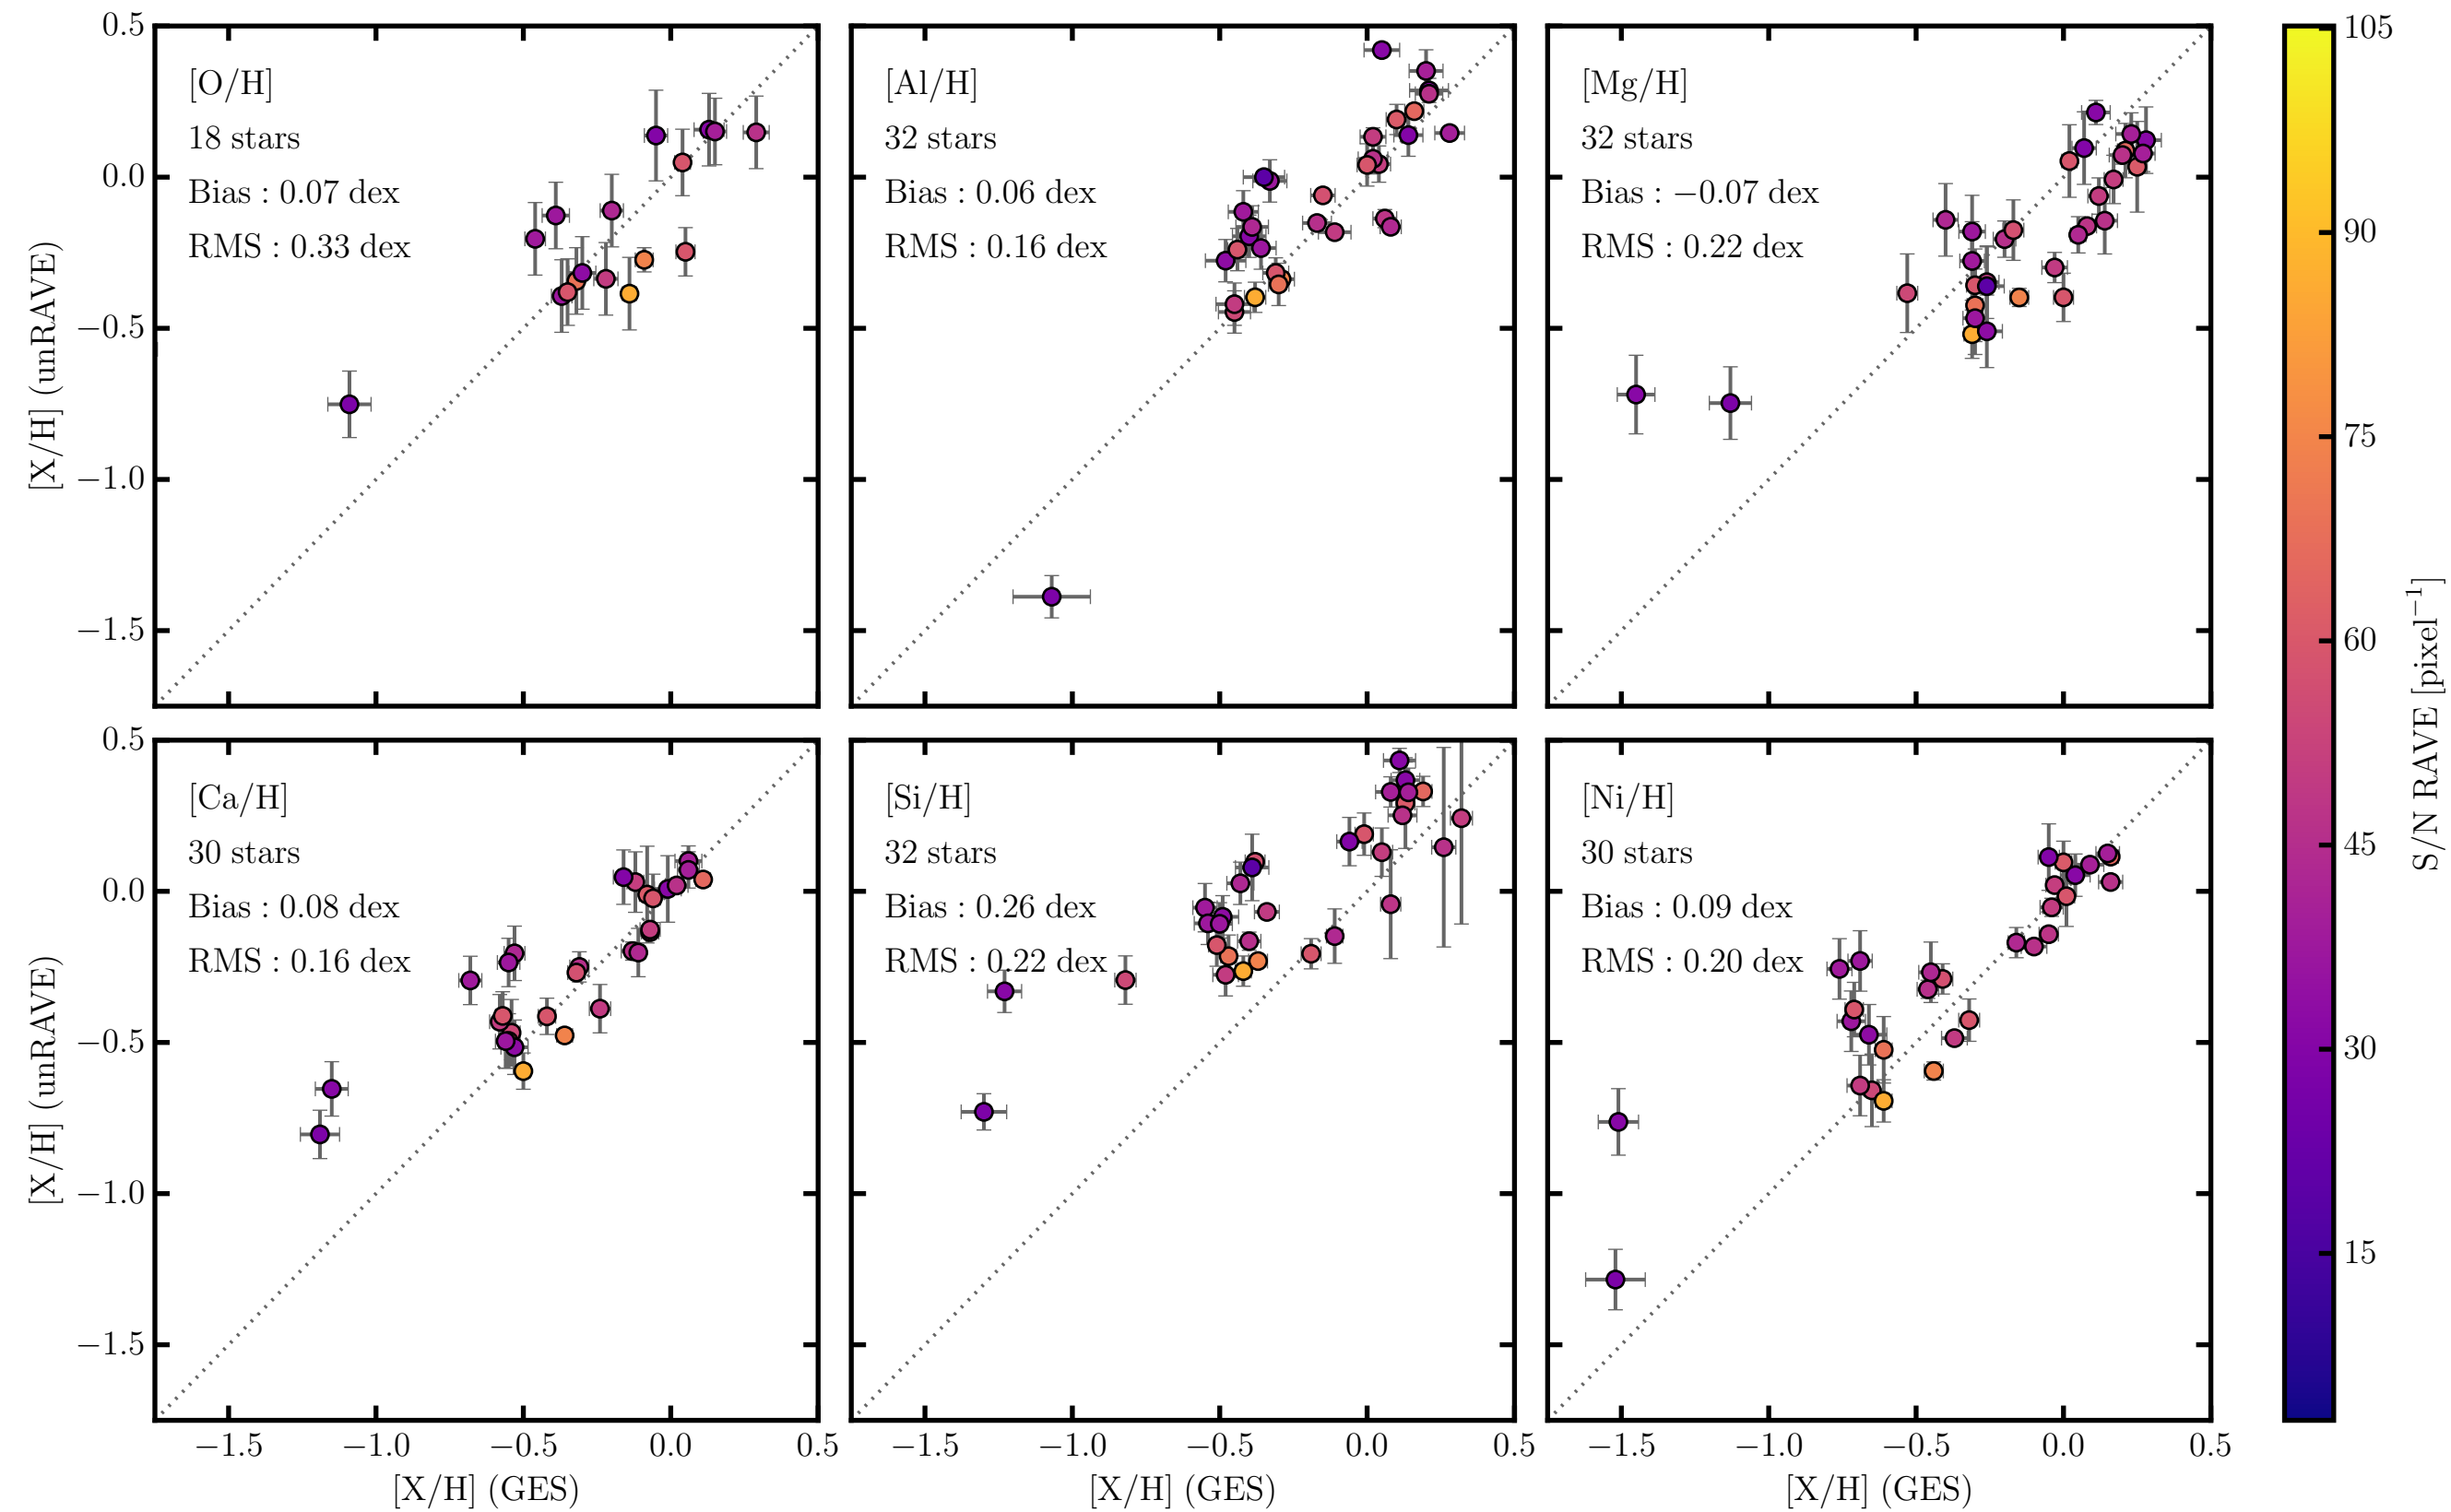 [O/H]
18 stars
Bias : 0.07 dex
RMS : 0.33 dex
[Al/H]
32 stars
Bias : 0.06 dex
RMS : 0.16 dex
[Mg/H]
32 stars
Bias : −0.07 dex
RMS : 0.22 dex
0.5
0.0
−0.5
−1.0
−1.5
[X/H] (unRAVE)
[Ca/H]
30 stars
Bias : 0.08 dex
RMS : 0.16 dex
[Si/H]
32 stars
Bias : 0.26 dex
RMS : 0.22 dex
[Ni/H]
30 stars
Bias : 0.09 dex
RMS : 0.20 dex
0.5
0.0
−0.5
−1.0
−1.5
[X/H] (unRAVE)
−1.5 −1.0 −0.5 0.0 0.5
−1.5 −1.0 −0.5 0.0 0.5
−1.5 −1.0 −0.5 0.0 0.5
[X/H] (GES)
[X/H] (GES)
[X/H] (GES)
105
90
75
60
45
30
15
S/N RAVE [pixel⁻¹]